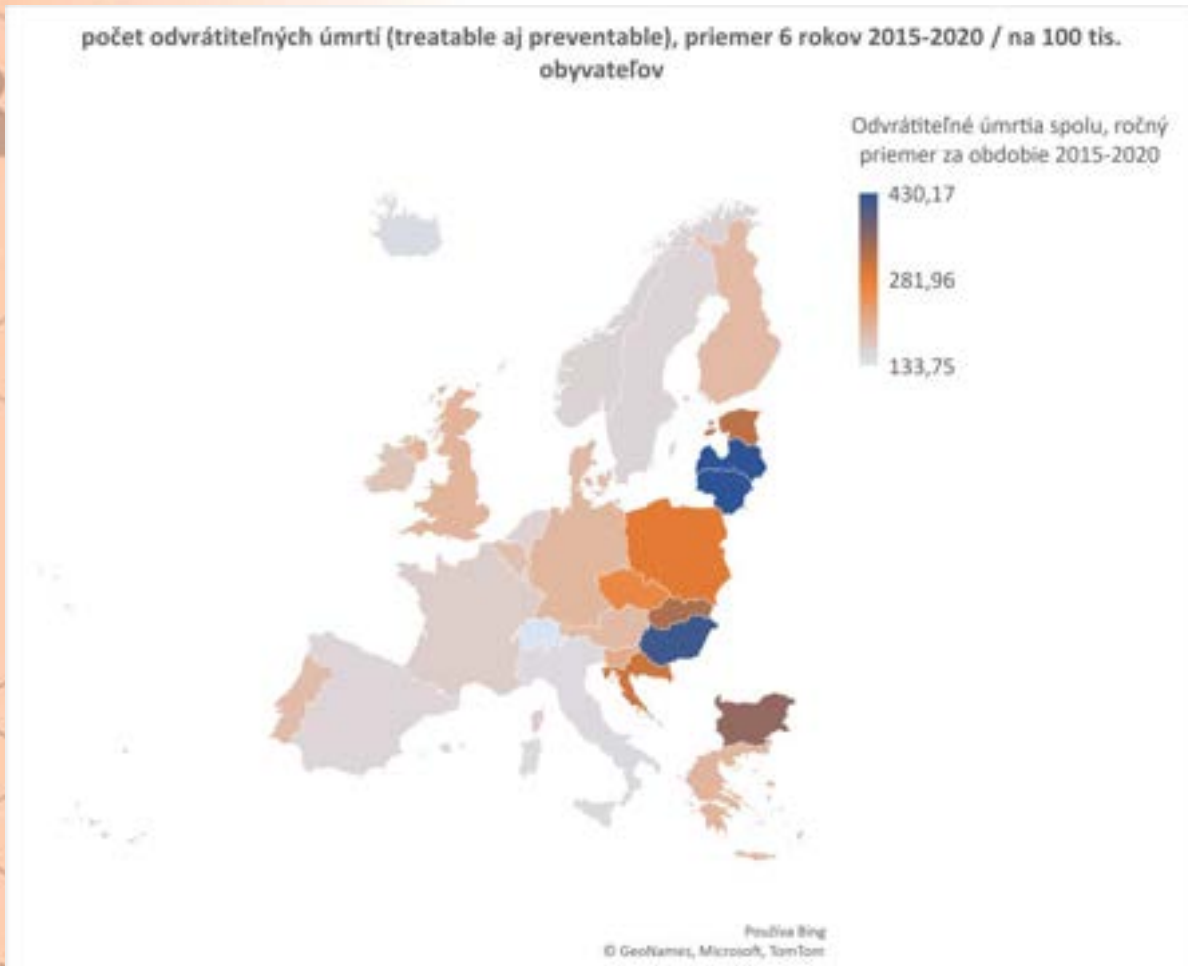 počet odvrátiteľných úmrtí (treatable aj preventable), priemer 6 rokov 2015-2020 / na 100 tis.
obyvateľov
Odvrátiteľné úmrtia spolu, ročný
priemer za obdobie 2015-2020
430,17
281,96
133,75
Používa Bing
© GeoNames, Microsoft, TomTom